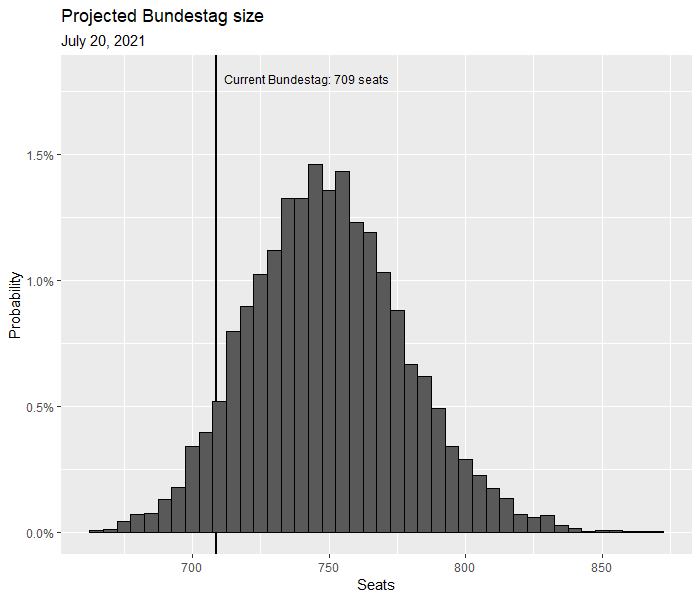 Projected Bundestag size
July 20, 2021
Current Bundestag: 709 seats
1.5%
1.0%
0.5%
0.0%
Probability
700 750 800 850
Seats